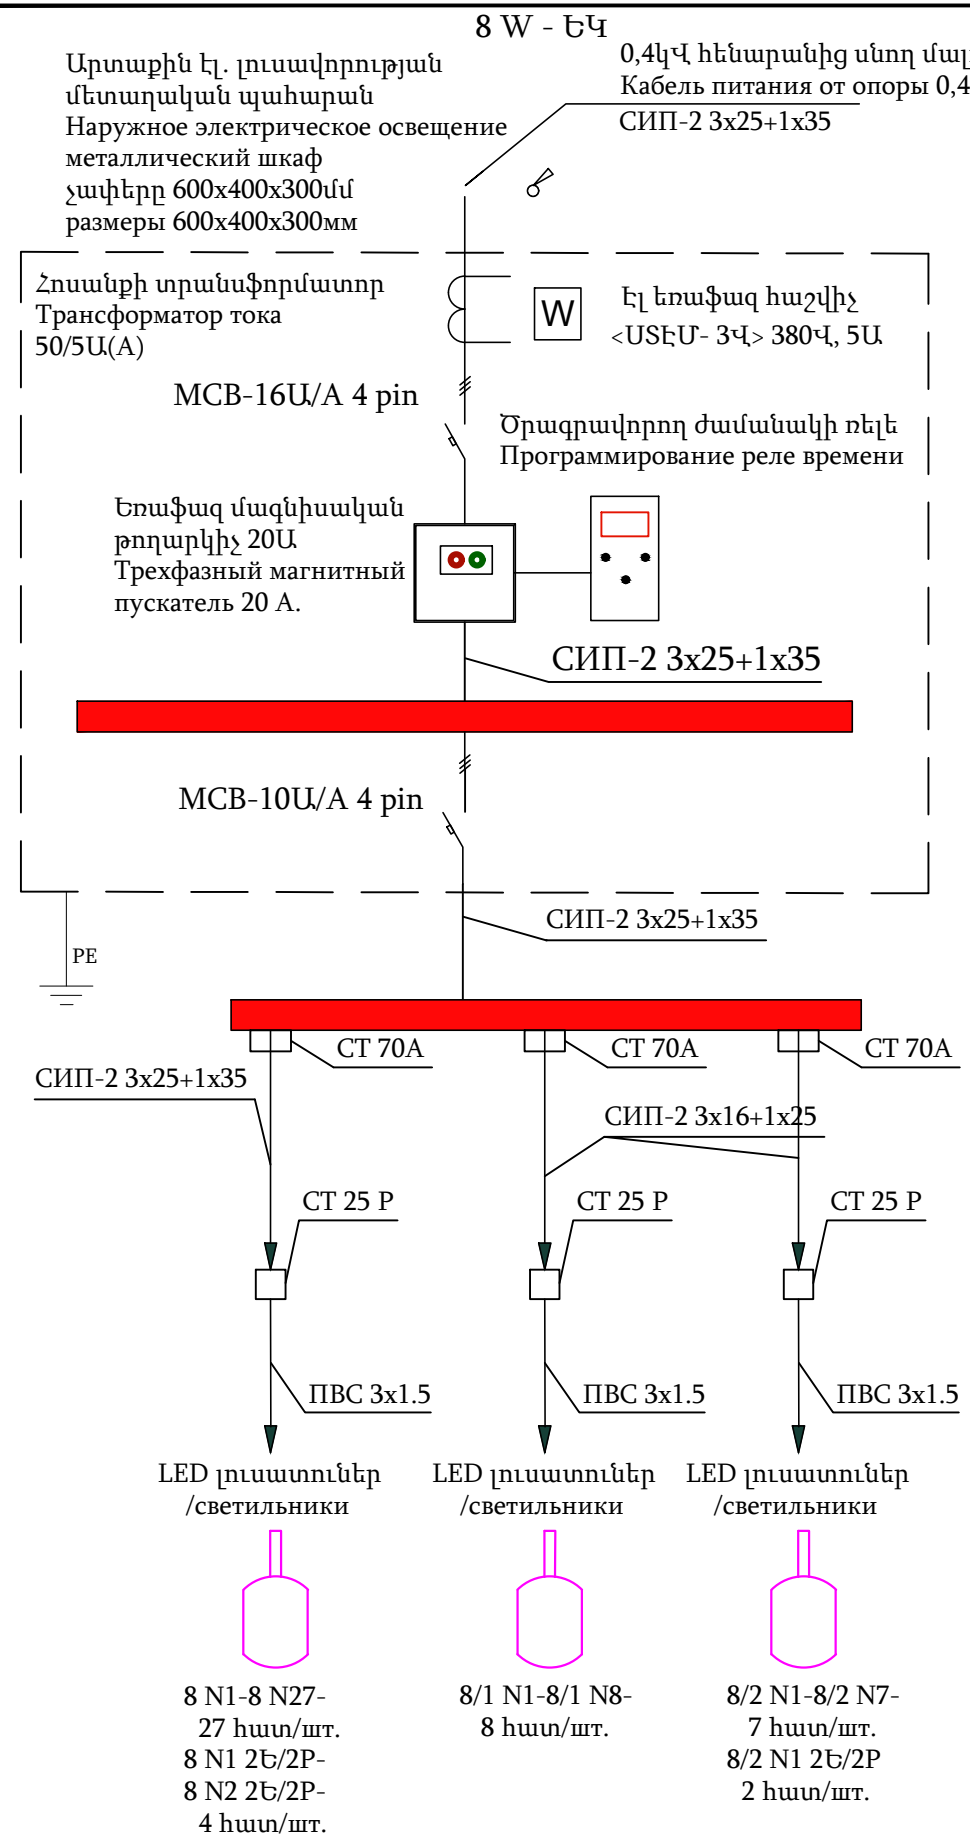 8 W - ԵԿ
Արտաքին էլ. լուսավորության
մետաղական պահարան
Наружное электрическое освещение
металлический шкаф
չափերը 600x400x300մմ
размеры 600x400x300мм
0,4կՎ հենարանից սնող
Кабель питания от опоры 0,4
СИП-2 3x25+1x35
Հոսանքի տրանսֆորմատոր
Трансформатор тока
50/5Ա(A)
W
Էլ եռաֆազ հաշվիչ
<ՍՏԷՄ- 3Վ> 380Վ, 5Ա
MCB-16Ա/A 4 pin
Ծրագրավորող ժամանակի ռելե
Программирование реле времени
Եռաֆազ մագնիսական
թողարկիչ 20Ա
Трехфазный магнитный
пускатель 20 А.
СИП-2 3x25+1x35
MCB-10Ա/A 4 pin
СИП-2 3x25+1x35
PE
CT 70A
CT 70A
CT 70A
СИП-2 3x25+1x35
СИП-2 3x16+1x25
CT 25 P
CT 25 P
CT 25 P
ПВС 3x1.5
ПВС 3x1.5
ПВС 3x1.5
LED լուսատուներ
/светильники
LED լուսատուներ
/светильники
LED լուսատուներ
/светильники
8 N1-8 N27-
27 հատ/шт.
8 N1 2Ե/2P-
8 N2 2Ե/2P-
4 հատ/шт.
8/1 N1-8/1 N8-
8 հատ/шт.
8/2 N1-8/2 N7-
7 հատ/шт.
8/2 N1 2Ե/2P
2 հատ/шт.